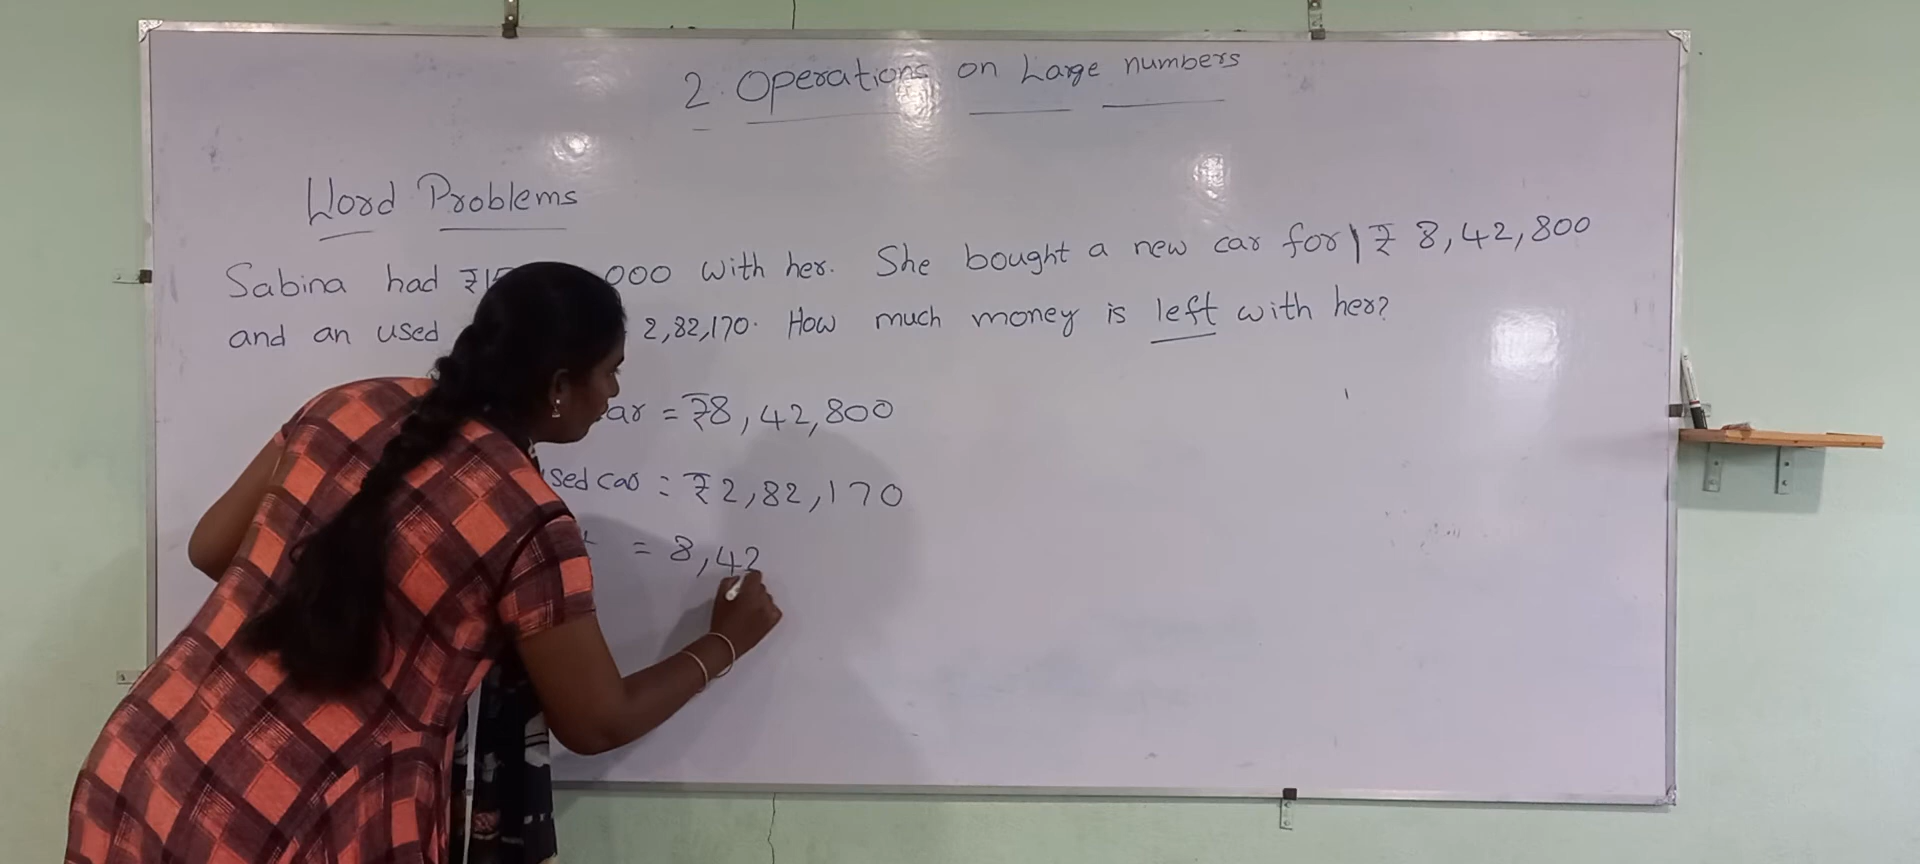 2. Operations on Large numbers
Word Problems
Sabina had ₹ 000 with her. She bought a new car for ₹ 8,42,800
and an used 2,82,170. How much money is left with her?
ar = ₹8,42,800
sed car = ₹2,82,170
= 8,42